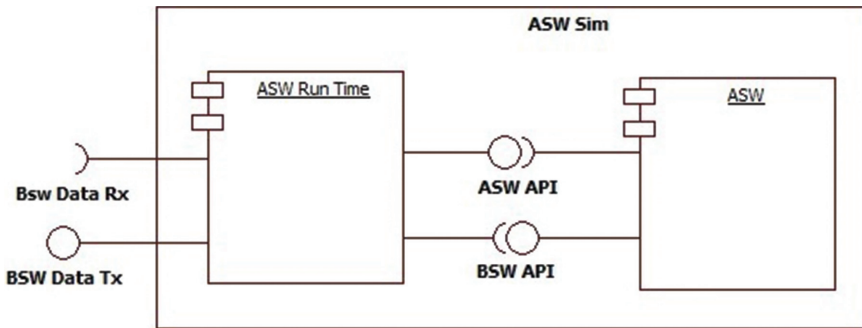 ASW Sim
ASW Run Time
ASW
Bsw Data Rx
ASW API
BSW Data Tx
BSW API